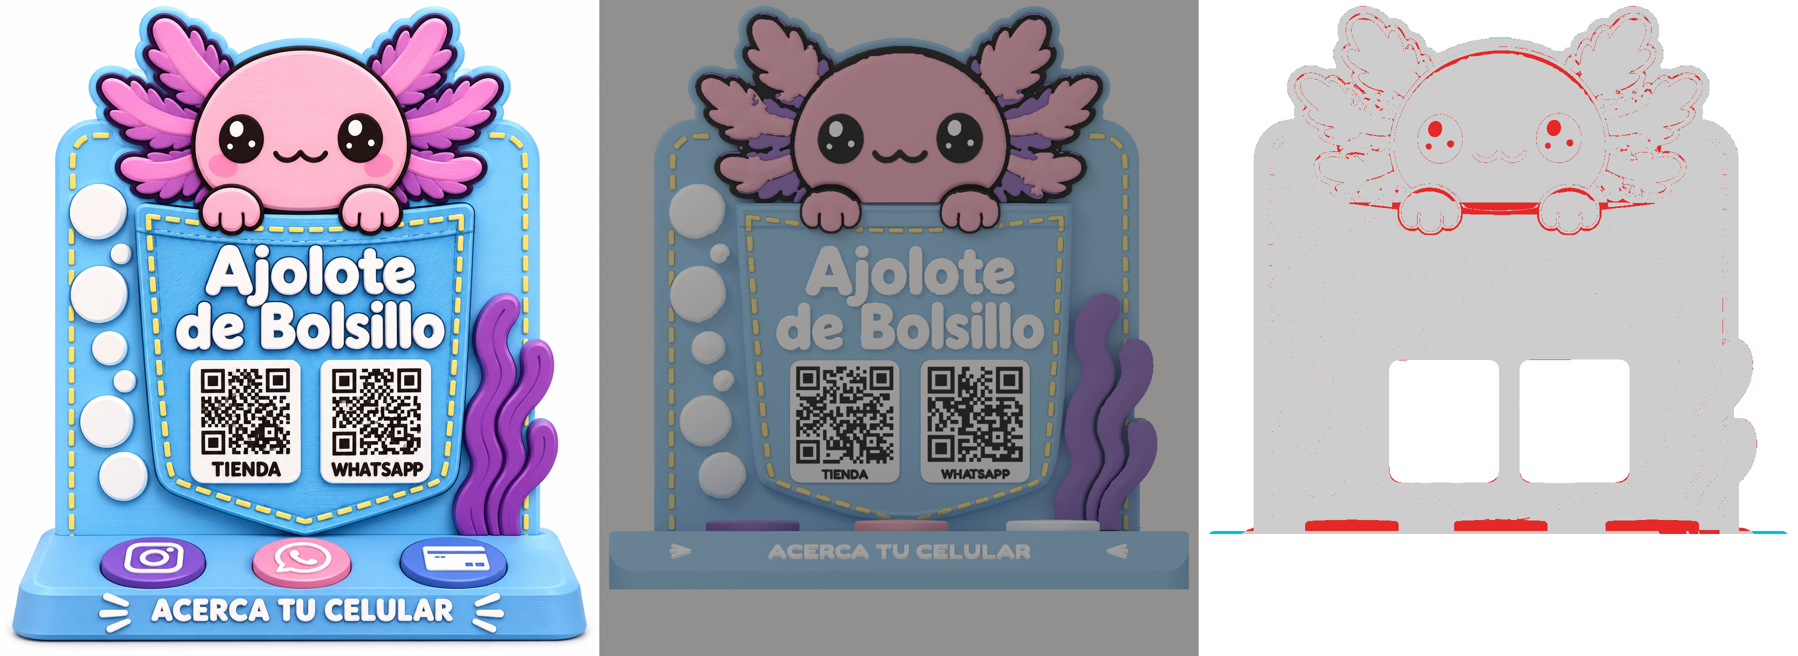 Ajolote
de Bolsillo
TIENDA
WHATSAPP
ACERCA TU CELULAR
Ajolote
de Bolsillo
TIENDA
WHATSAPP
ACERCA TU CELULAR